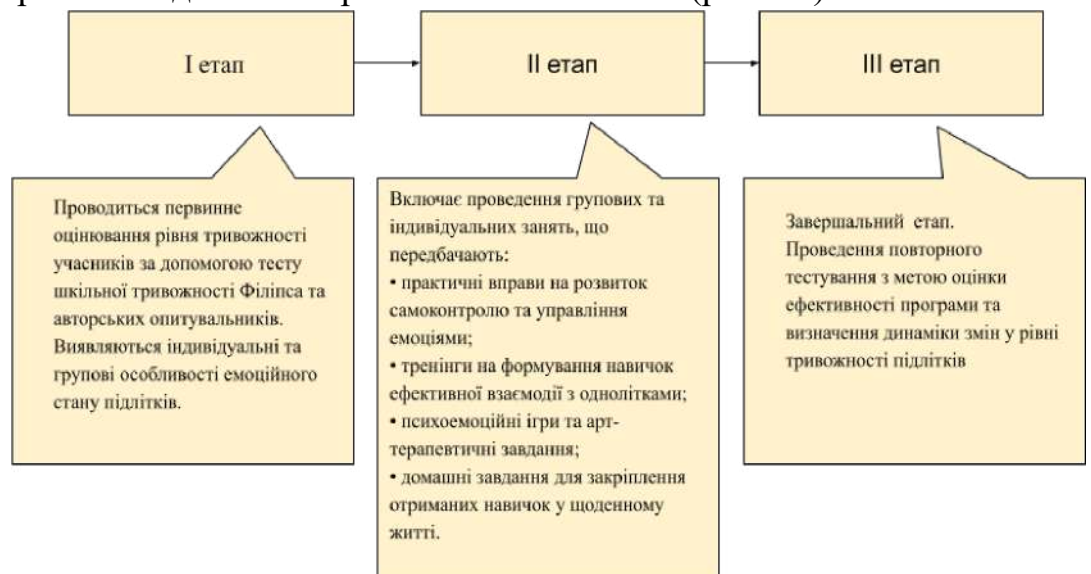 І етап
ІІ етап
ІІІ етап
Проводиться первинне
оцінювання рівня тривожності
учасників за допомогою тесту
шкільної тривожності Філіпса та
авторських опитувальників.
Виявляються індивідуальні та
групові особливості емоційного
стану підлітків.
Включає проведення групових та
індивідуальних занять, що
передбачають:
• практичні вправи на розвиток
самоконтролю та управління
емоціями;
• тренінги на формування навичок
ефективної взаємодії з однолітками;
• психоемоційні ігри та арт-
терапевтичні завдання;
• домашні завдання для закріплення
отриманих навичок у щоденному
житті.
Завершальний етап.
Проведення повторного
тестування з метою оцінки
ефективності програми та
визначення динаміки змін у рівні
тривожності підлітків